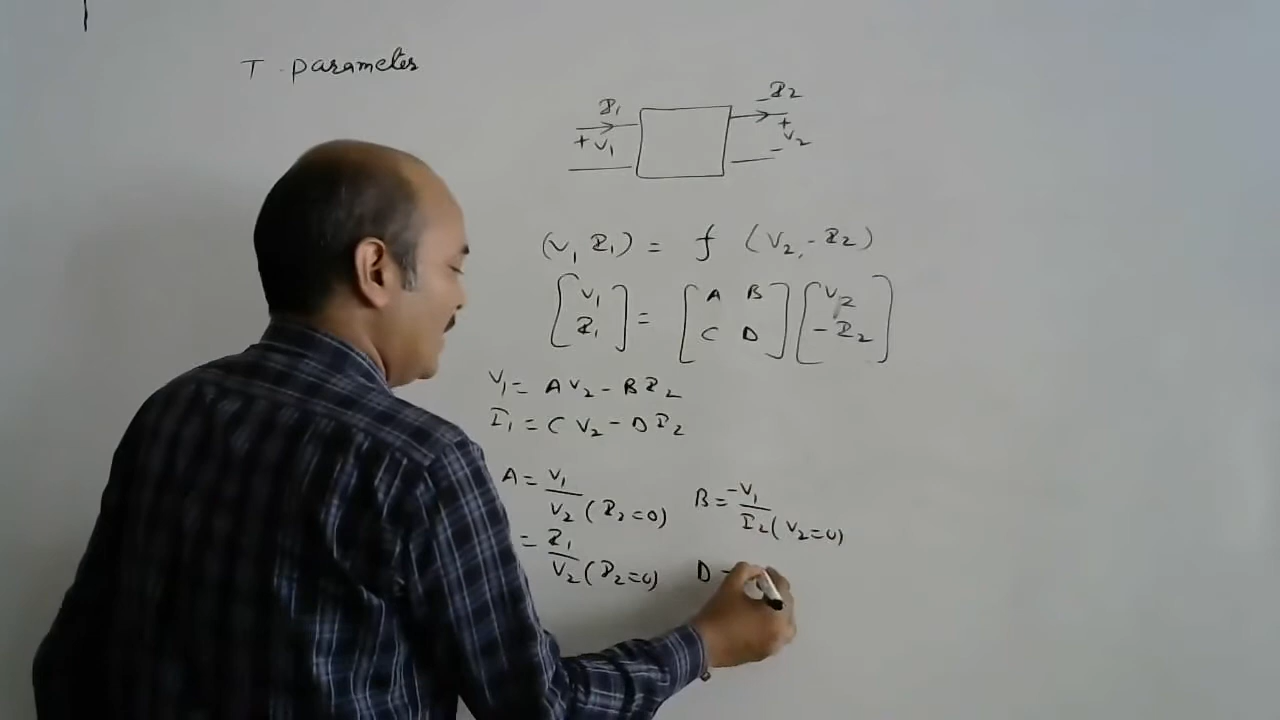 T parameter
I₁ -I₂
+ V₁ + V₂ -
(V₁ I₁) = f (V₂, -I₂)
[V₁ I₁] = [A B C D] [V₂ -I₂]
V₁ = A V₂ - B I₂
I₁ = C V₂ - D I₂
A = V₁/V₂ (I₂=0) B = -V₁/I₂ (V₂=0)
= I₁/V₂ (I₂=0) D